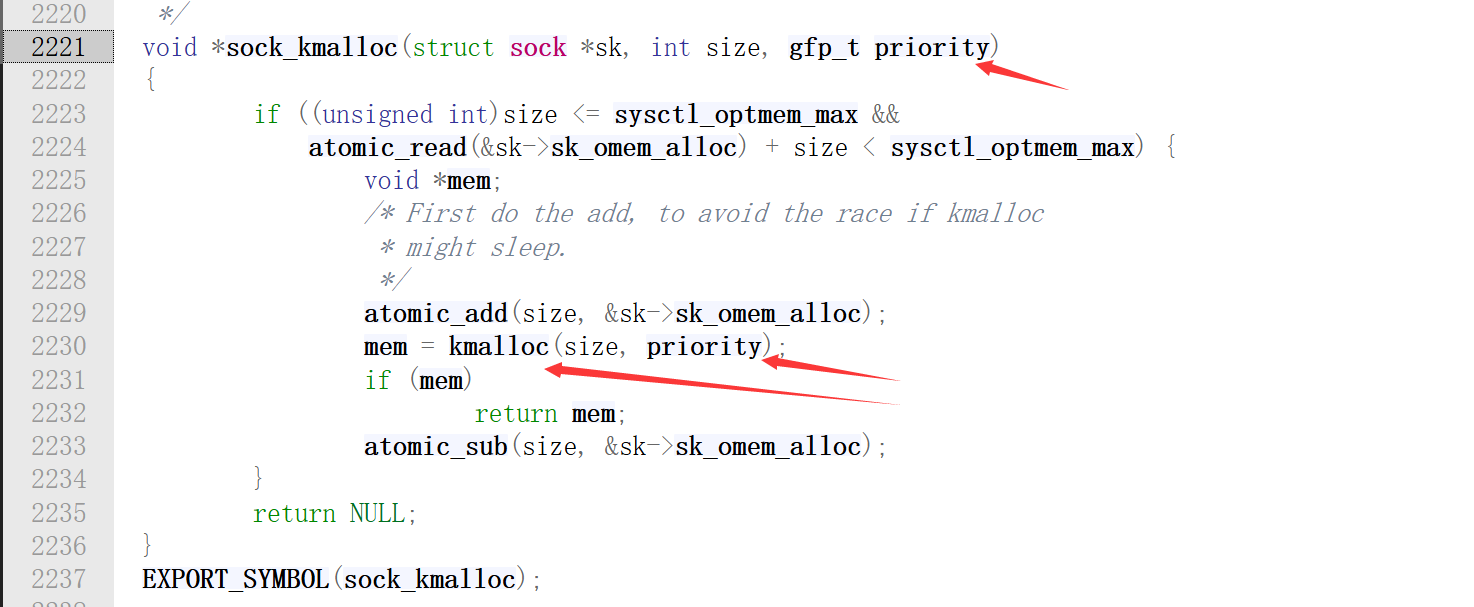 2220 */
2221 void *sock_kmalloc(struct sock *sk, int size, gfp_t priority)
2222 {
2223 if ((unsigned int)size <= sysctl_optmem_max &&
2224 atomic_read(&sk->sk_omem_alloc) + size < sysctl_optmem_max) {
2225 void *mem;
2226 /* First do the add, to avoid the race if kmalloc
2227 * might sleep.
2228 */
2229 atomic_add(size, &sk->sk_omem_alloc);
2230 mem = kmalloc(size, priority);
2231 if (mem)
2232 return mem;
2233 atomic_sub(size, &sk->sk_omem_alloc);
2234 }
2235 return NULL;
2236 }
2237 EXPORT_SYMBOL(sock_kmalloc);